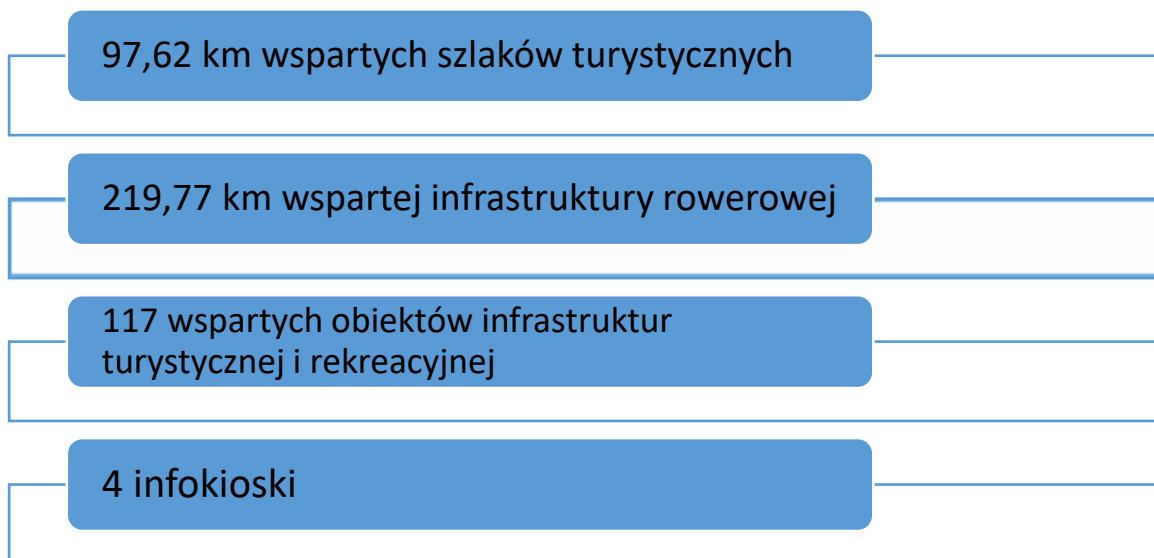 97,62 km wspartych szlaków turystycznych
219,77 km wspartej infrastruktury rowerowej
117 wspartych obiektów infrastruktur
turystycznej i rekreacyjnej
4 infokioski